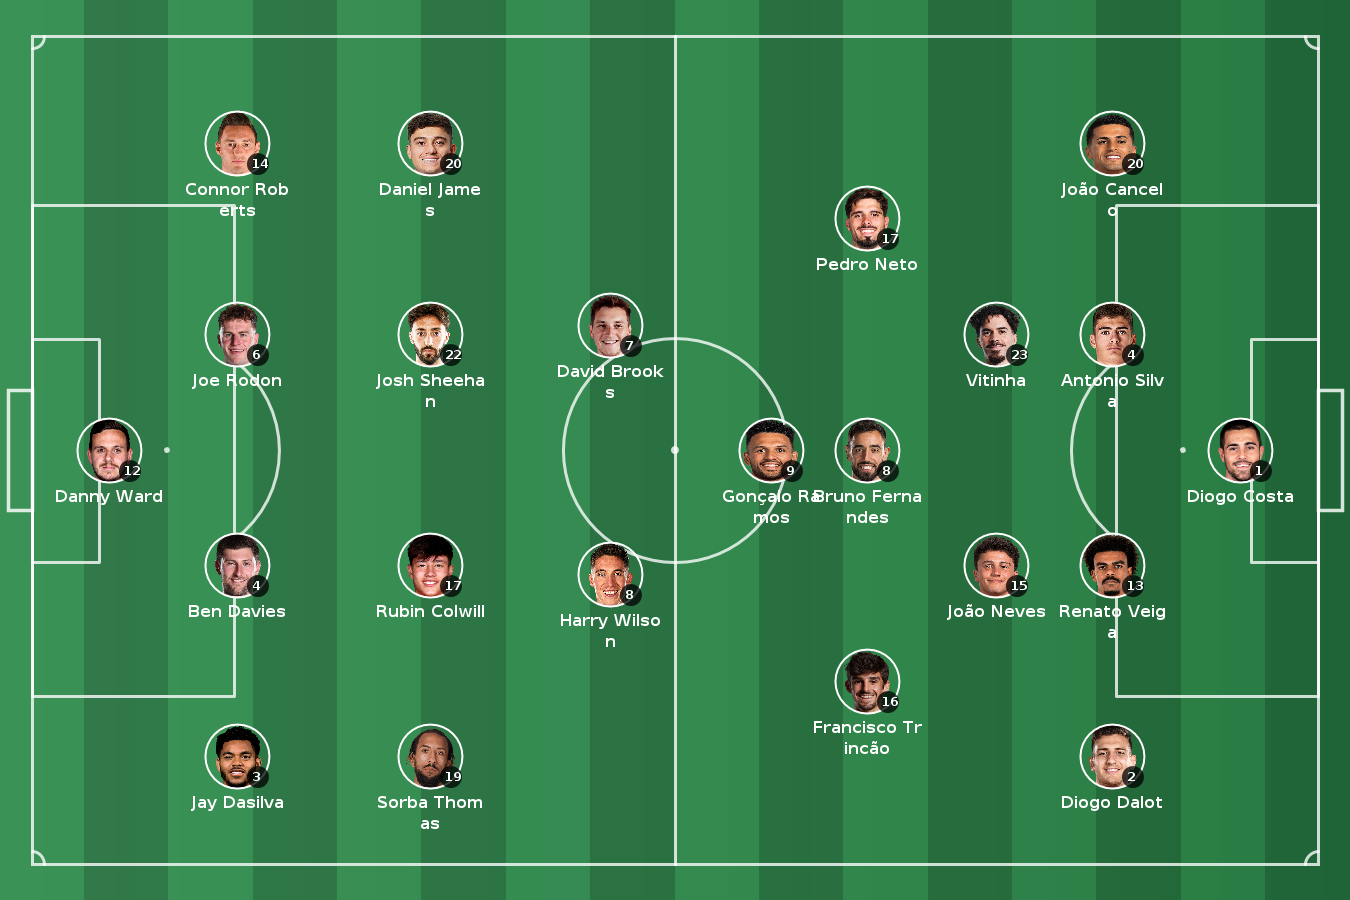 14
Connor Rob
erts
20
Daniel Jame
s
20
João Cancel
o
17
Pedro Neto
6
Joe Rodon
22
Josh Sheeha
n
7
David Brook
s
23
Vitinha
4
Antonio Silv
a
12
Danny Ward
9
Gonçalo Ra
mos
8
Bruno Ferna
ndes
1
Diogo Costa
4
Ben Davies
17
Rubin Colwill
8
Harry Wilso
n
15
João Neves
13
Renato Veig
a
16
Francisco Tr
incão
3
Jay Dasilva
19
Sorba Thom
as
2
Diogo Dalot